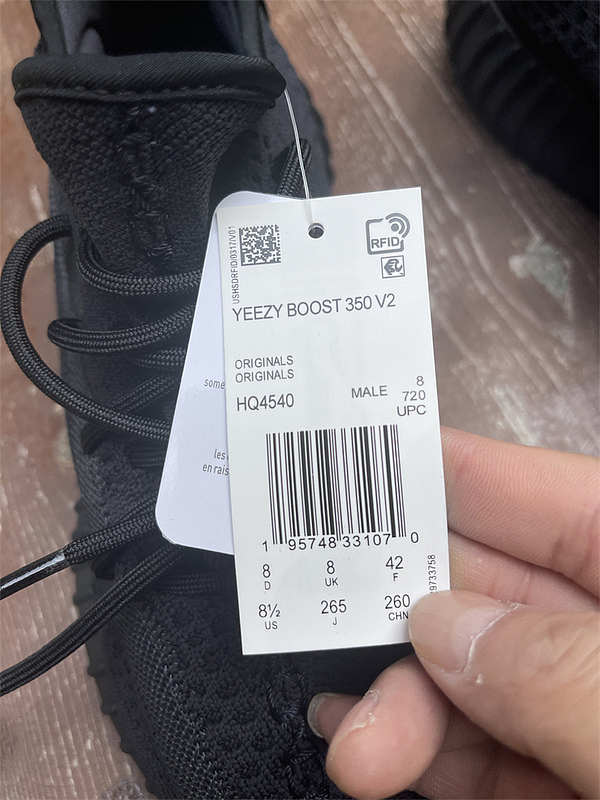 USHSDRFID/0317/V01
RFID
YEEZY BOOST 350 V2
ORIGINALS
ORIGINALS
HQ4540
MALE
8
720
UPC
some
les
en rais
1 95748 33107 0
8 8 42
D UK F
8½ 265 260
US J CHN
9733758